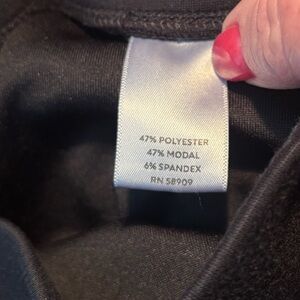 47% POLYESTER
47% MODAL
6% SPANDEX
RN 58909